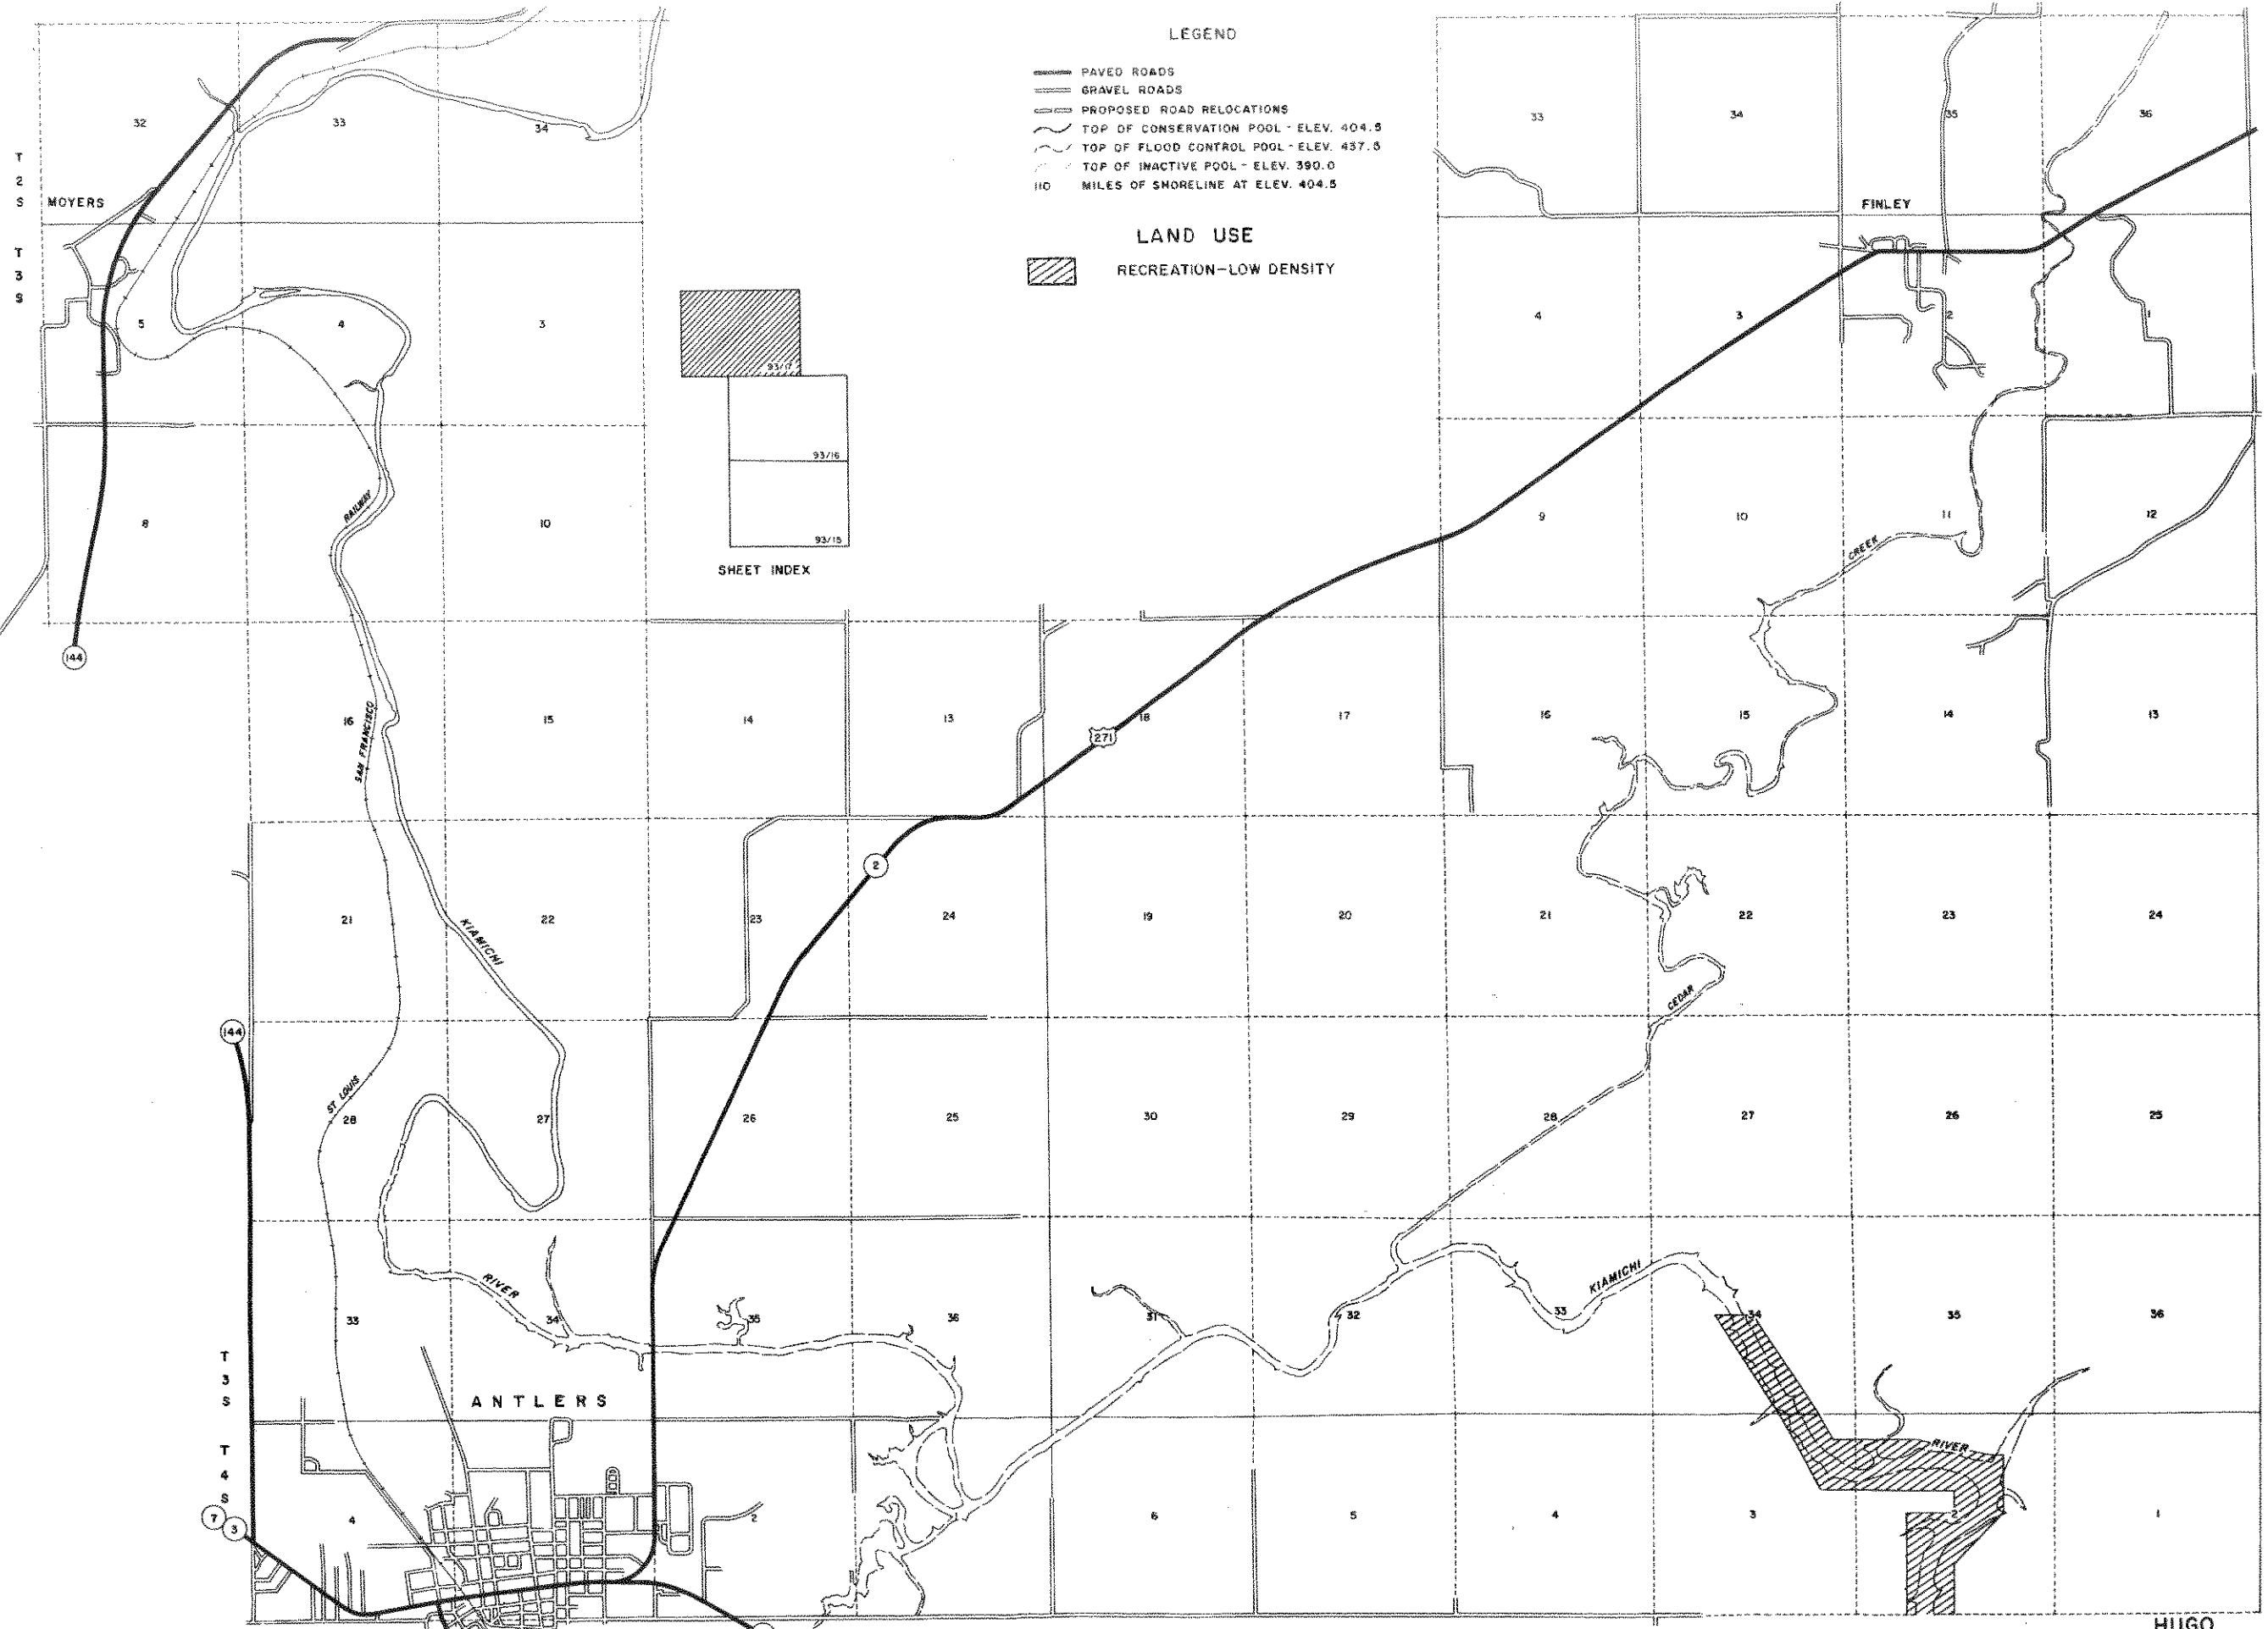 LEGEND
PAVED ROADS
GRAVEL ROADS
PROPOSED ROAD RELOCATIONS
TOP OF CONSERVATION POOL - ELEV. 404.5
TOP OF FLOOD CONTROL POOL - ELEV. 437.5
TOP OF INACTIVE POOL - ELEV. 390.0
110 MILES OF SHORELINE AT ELEV. 404.5
LAND USE
RECREATION-LOW DENSITY
93/17
93/16
93/15
SHEET INDEX
32 33 34
33 34 35 36
T2S
MOYERS
FINLEY
T3S
5 4 3
4 3 2 1
RAILWAY
8 10
9 10 11 12
CREEK
144
16 15 14 13 18 17 16 15 14 13
SAN FRANCISCO
271
2
21 22 23 24 19 20 21 22 23 24
KIAMICHI
CEDAR
144
ST LOUIS
28 27 26 25 30 29 28 27 26 25
RIVER
KIAMICHI
33 34 35 36 31 32 33 34 35 36
T3S
ANTLERS
RIVER
T4S
7
3
4 2 6 5 4 3 2 1
HUGO